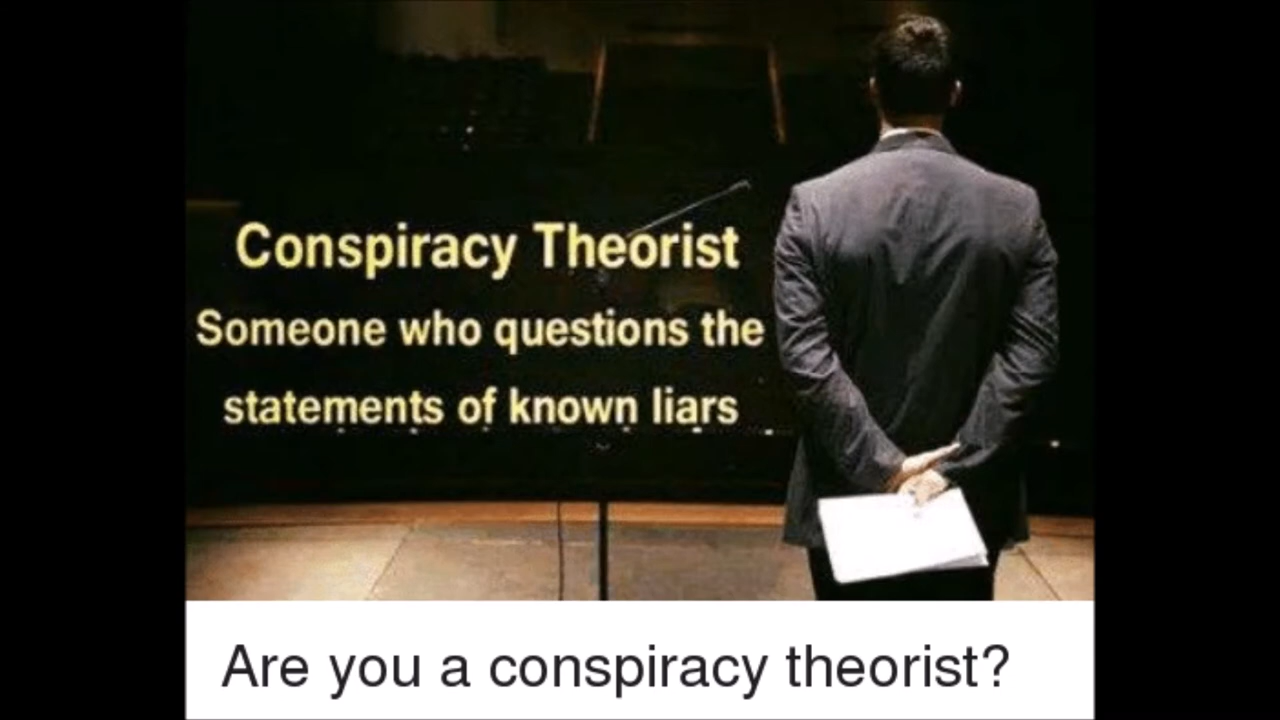 Conspiracy Theorist
Someone who questions the
statements of known liars
Are you a conspiracy theorist?